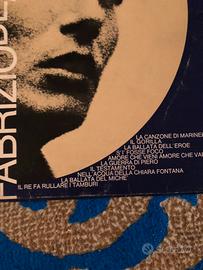 FABRIZIO DE
LA CANZONE DI MARINE
IL GORILLA
LA BALLATA DELL'EROE
S'I' FOSSE FOCO
AMORE CHE VIENI AMORE CHE VAI
LA GUERRA DI PIERO
IL TESTAMENTO
NELL'ACQUA DELLA CHIARA FONTANA
LA BALLATA DEL MICHE'
IL RE FA RULLARE I TAMBURI
subito